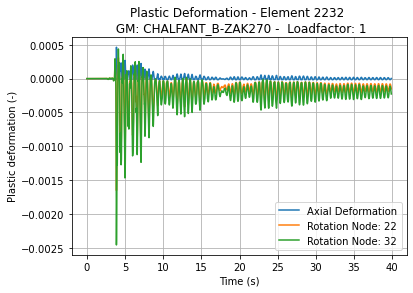 Plastic Deformation - Element 2232
GM: CHALFANT_B-ZAK270 - Loadfactor: 1
Plastic deformation (-)
0.0005
0.0000
−0.0005
−0.0010
−0.0015
−0.0020
−0.0025
Axial Deformation
Rotation Node: 22
Rotation Node: 32
0 5 10 15 20 25 30 35 40
Time (s)